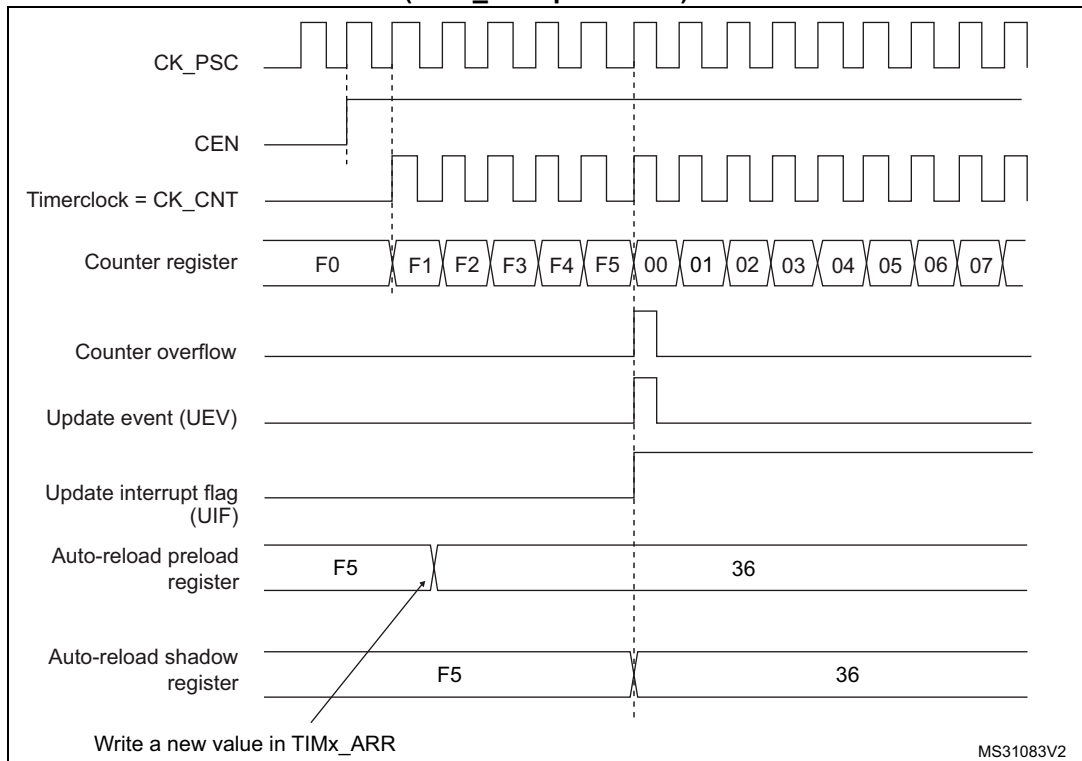 CK_PSC
CEN
Timerclock = CK_CNT
Counter register
F0 F1 F2 F3 F4 F5 00 01 02 03 04 05 06 07
Counter overflow
Update event (UEV)
Update interrupt flag
(UIF)
Auto-reload preload
register
F5 36
Auto-reload shadow
register
F5 36
Write a new value in TIMx_ARR
MS31083V2